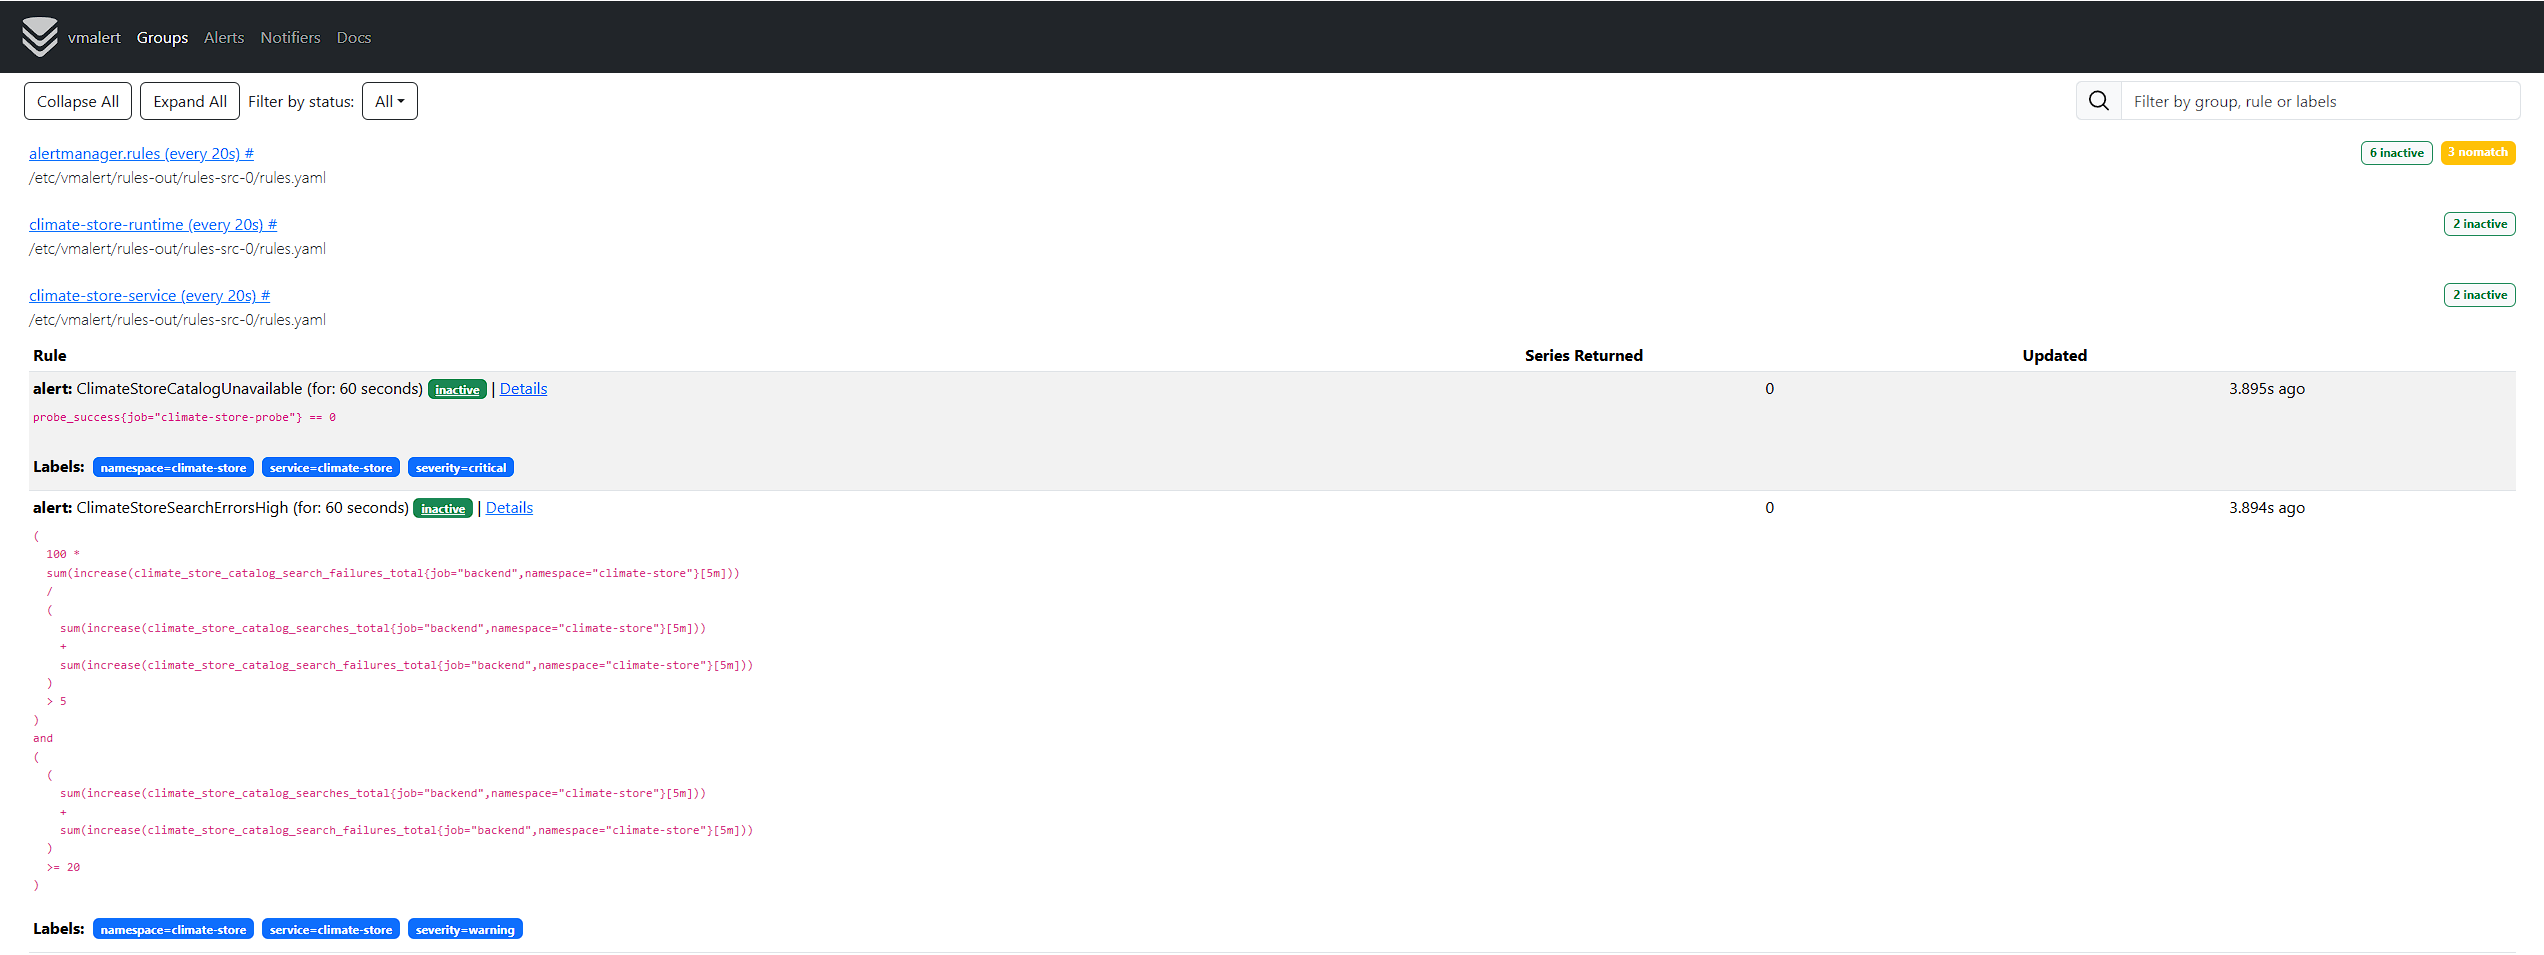 vmalert Groups Alerts Notifiers Docs
Collapse All Expand All Filter by status: All Filter by group, rule or labels
alertmanager.rules (every 20s) # 6 inactive 3 nomatch
/etc/vmalert/rules-out/rules-src-0/rules.yaml
climate-store-runtime (every 20s) # 2 inactive
/etc/vmalert/rules-out/rules-src-0/rules.yaml
climate-store-service (every 20s) # 2 inactive
/etc/vmalert/rules-out/rules-src-0/rules.yaml
Rule Series Returned Updated
alert: ClimateStoreCatalogUnavailable (for: 60 seconds) inactive | Details 0 3.895s ago
probe_success{job="climate-store-probe"} == 0
Labels: namespace=climate-store service=climate-store severity=critical
alert: ClimateStoreSearchErrorsHigh (for: 60 seconds) inactive | Details 0 3.894s ago
(
100 *
sum(increase(climate_store_catalog_search_failures_total{job="backend",namespace="climate-store"}[5m]))
/
(
sum(increase(climate_store_catalog_searches_total{job="backend",namespace="climate-store"}[5m]))
+
sum(increase(climate_store_catalog_search_failures_total{job="backend",namespace="climate-store"}[5m]))
)
> 5
)
and
(
(
sum(increase(climate_store_catalog_searches_total{job="backend",namespace="climate-store"}[5m]))
+
sum(increase(climate_store_catalog_search_failures_total{job="backend",namespace="climate-store"}[5m]))
)
>= 20
)
Labels: namespace=climate-store service=climate-store severity=warning